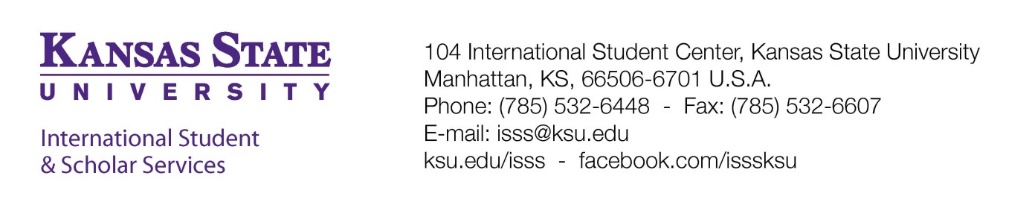 KANSAS STATE
UNIVERSITY
International Student
& Scholar Services
104 International Student Center, Kansas State University
Manhattan, KS, 66506-6701 U.S.A.
Phone: (785) 532-6448 - Fax: (785) 532-6607
E-mail: isss@ksu.edu
ksu.edu/isss - facebook.com/isssksu